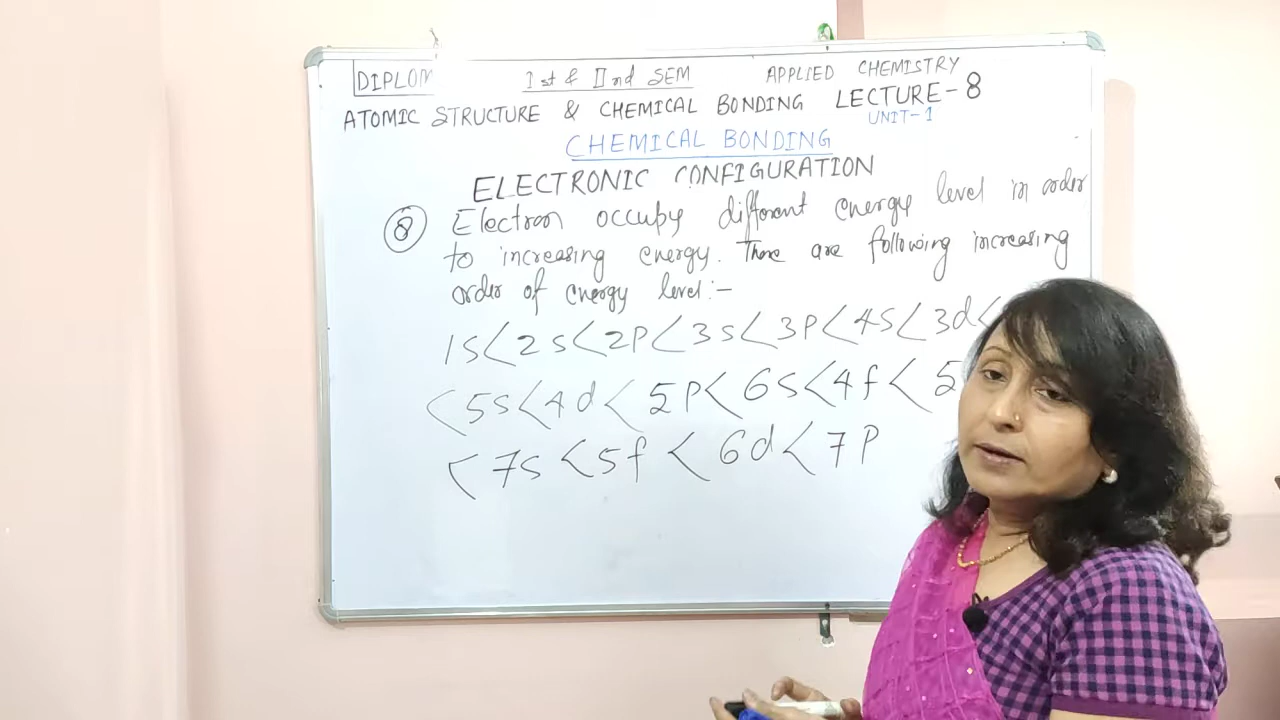 DIPLOM Ist & IInd SEM APPLIED CHEMISTRY
ATOMIC STRUCTURE & CHEMICAL BONDING LECTURE-8
UNIT-1
CHEMICAL BONDING
ELECTRONIC CONFIGURATION
8 Electron occupy different energy level in order
to increasing energy. There are following increasing
order of energy level:-
1s<2s<2p<3s<3p<4s<3d<
<5s<4d<5p<6s<4f<5
<7s<5f<6d<7p